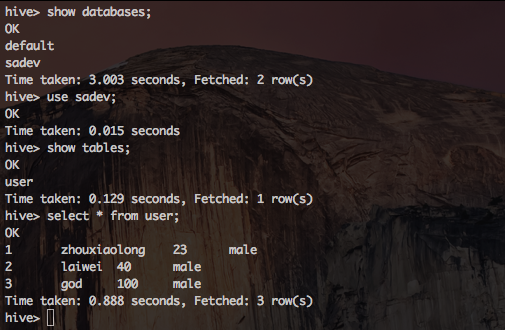 hive> show databases;
OK
default
sadev
Time taken: 3.003 seconds, Fetched: 2 row(s)
hive> use sadev;
OK
Time taken: 0.015 seconds
hive> show tables;
OK
user
Time taken: 0.129 seconds, Fetched: 1 row(s)
hive> select * from user;
OK
1 zhouxiaolong 23 male
2 laiwei 40 male
3 god 100 male
Time taken: 0.888 seconds, Fetched: 3 row(s)
hive>